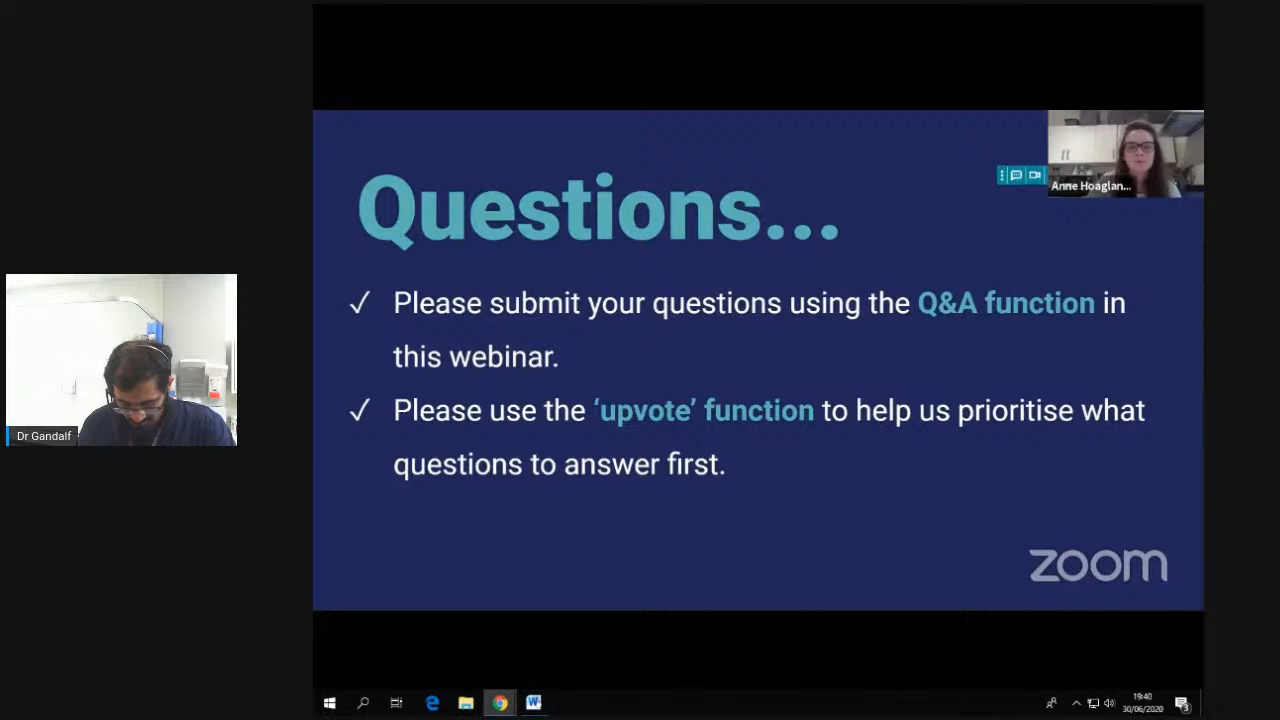 Questions...
Anne Hoaglan...
✓ Please submit your questions using the Q&A function in
this webinar.
✓ Please use the ‘upvote’ function to help us prioritise what
questions to answer first.
Dr Gandalf
zoom
19:40
30/06/2020
3